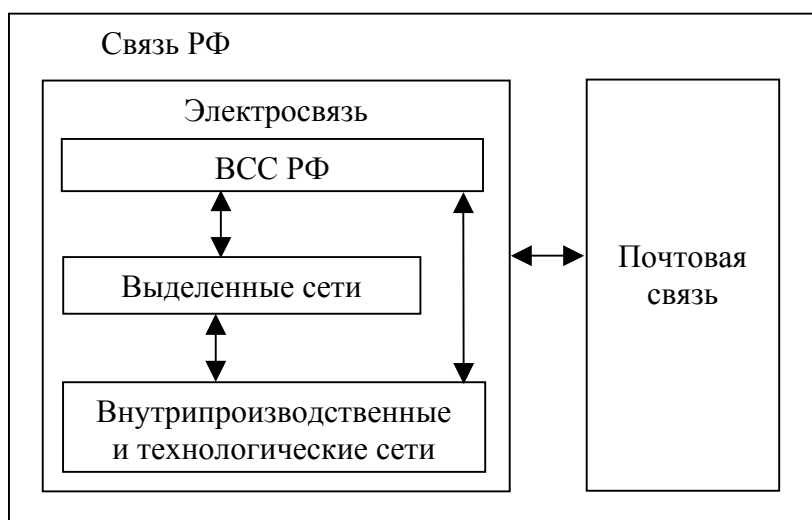 Связь РФ
Электросвязь
ВСС РФ
Выделенные сети
Внутрипроизводственные
и технологические сети
Почтовая
связь